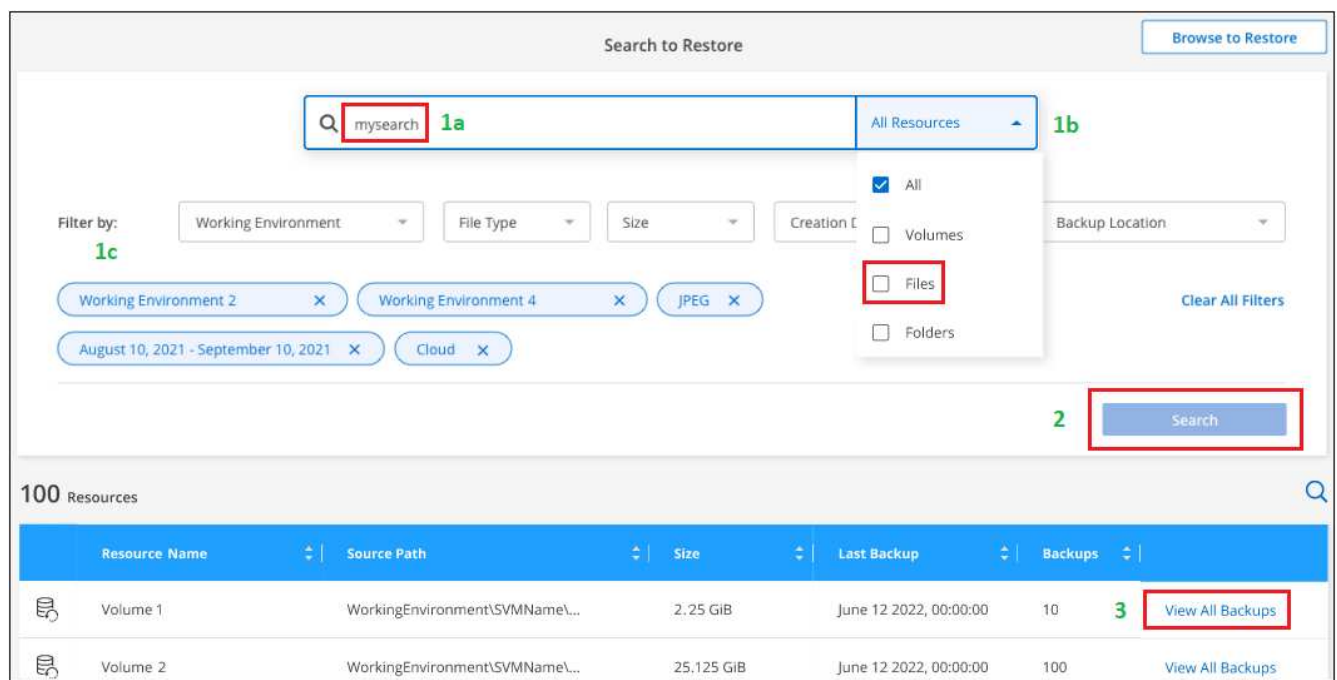 Search to Restore
Browse to Restore
mysearch 1a All Resources 1b
All
Filter by: Working Environment File Type Size Creation D Backup Location
Volumes
1c
Files
Working Environment 2 × Working Environment 4 × JPEG × Clear All Filters
Folders
August 10, 2021 - September 10, 2021 × Cloud ×
2 Search
100 Resources
Resource Name Source Path Size Last Backup Backups
Volume 1 WorkingEnvironment\SVMName\... 2.25 GiB June 12 2022, 00:00:00 10 3 View All Backups
Volume 2 WorkingEnvironment\SVMName\... 25.125 GiB June 12 2022, 00:00:00 100 View All Backups